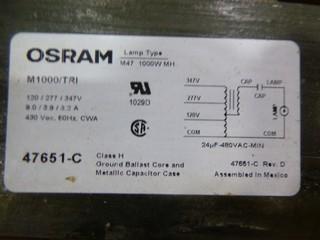 OSRAM
Lamp Type
M47 1000W MH
M1000/TRI
120 / 277 / 347V
9.0 / 3.9 / 3.2 A
430 Voc, 60Hz, CWA
1029D
347V
277V
120V
COM
CAP
LAMP
CAP
LAMP
COM
24µF-480VAC-MIN
47651-C
Class H
Ground Ballast Core and
Metallic Capacitor Case
47651-C Rev. D
Assembled in Mexico